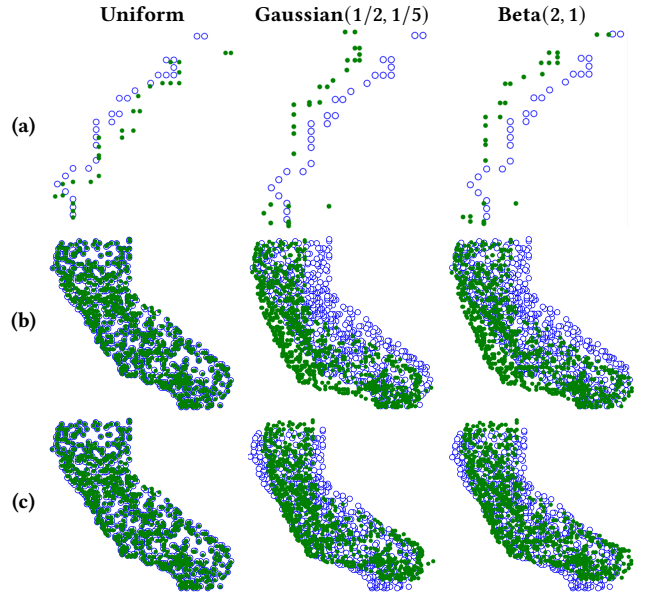 Uniform Gaussian(1/2, 1/5) Beta(2, 1)
(a)
(b)
(c)